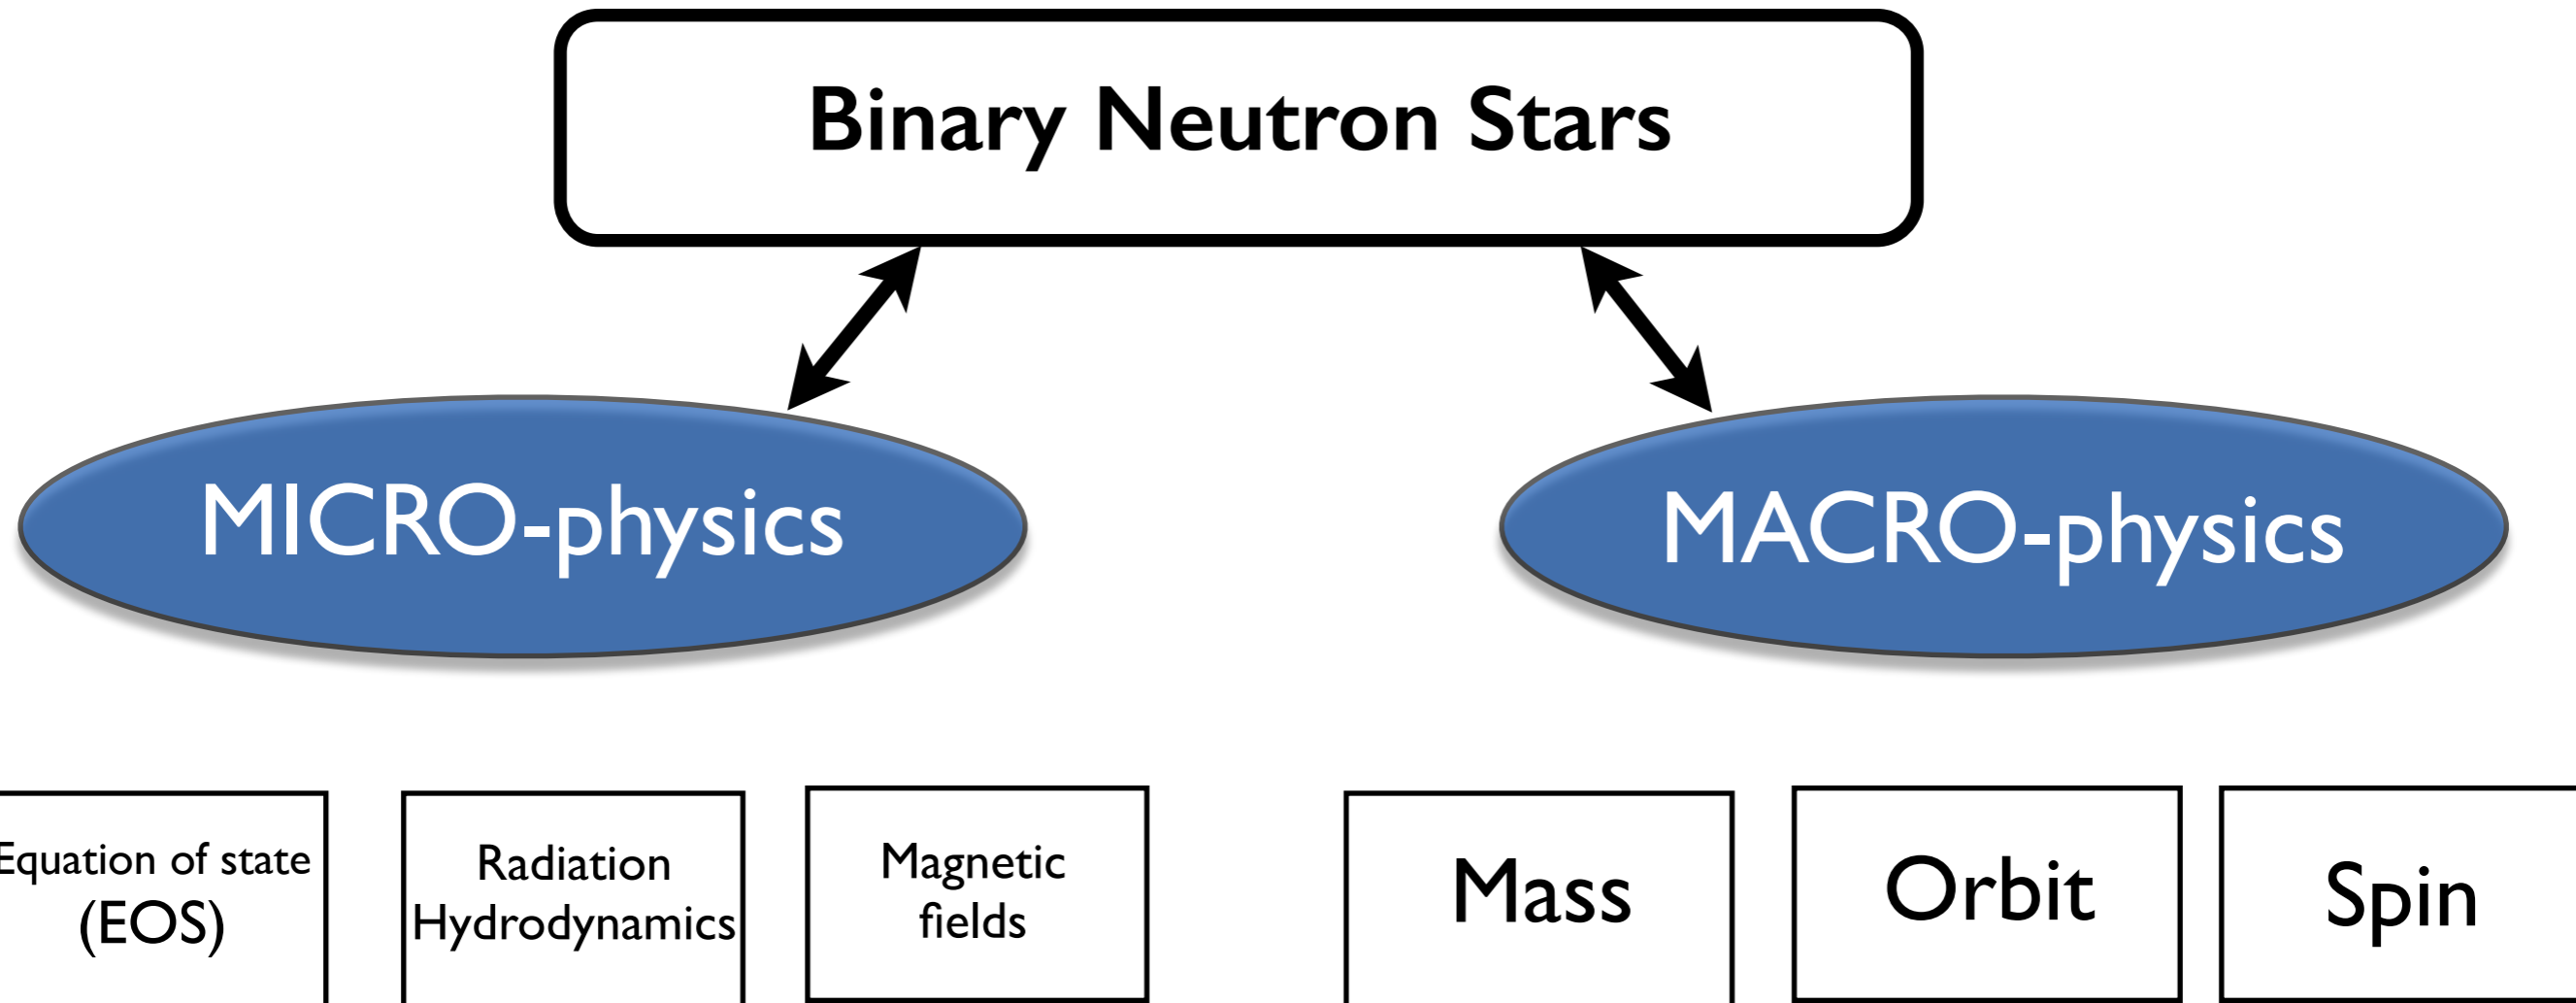 Binary Neutron Stars
MICRO-physics
MACRO-physics
Equation of state
(EOS)
Radiation
Hydrodynamics
Magnetic
fields
Mass
Orbit
Spin